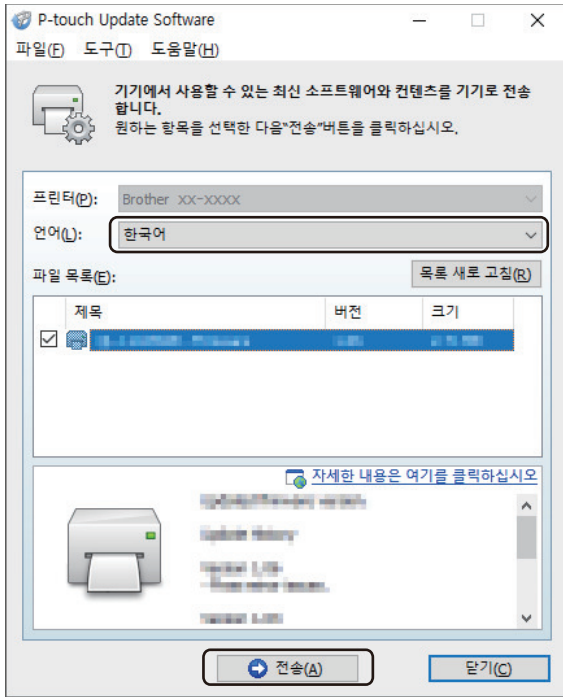 P-touch Update Software
파일(F) 도구(T) 도움말(H)
기기에서 사용할 수 있는 최신 소프트웨어와 컨텐츠를 기기로 전송
합니다.
원하는 항목을 선택한 다음"전송"버튼을 클릭하십시오.
프린터(P): Brother XX-XXXX
언어(L): 한국어
파일 목록(E): 목록 새로 고침(R)
제목 버전 크기
자세한 내용은 여기를 클릭하십시오
전송(A) 닫기(C)